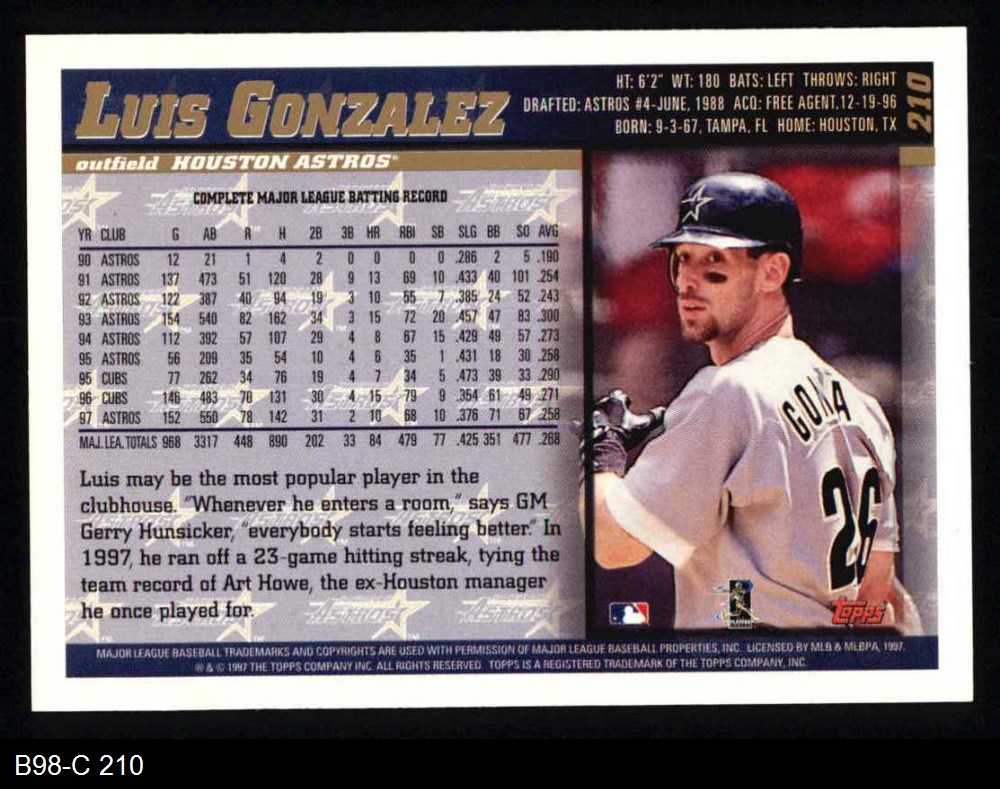 LUIS GONZALEZ
HT: 6'2" WT: 180 BATS: LEFT THROWS: RIGHT
DRAFTED: ASTROS #4-JUNE, 1988 ACQ: FREE AGENT, 12-19-96
BORN: 9-3-67, TAMPA, FL HOME: HOUSTON, TX
210
outfield HOUSTON ASTROS
COMPLETE MAJOR LEAGUE BATTING RECORD
YR CLUB G AB R H 2B 3B HR RBI SB SLG BB SO AVG
90 ASTROS 12 21 1 4 2 0 0 0 0 .286 2 5 .190
91 ASTROS 137 473 51 120 28 9 13 69 10 .433 40 101 .254
92 ASTROS 122 387 40 94 19 3 10 55 7 .385 24 52 .243
93 ASTROS 154 540 82 162 34 3 15 72 20 .457 47 83 .300
94 ASTROS 112 392 57 107 29 4 8 67 15 .429 49 57 .273
95 ASTROS 56 209 35 54 10 4 6 35 1 .431 18 30 .258
95 CUBS 77 262 34 76 19 4 7 34 5 .473 39 33 .290
96 CUBS 146 483 70 131 30 4 15 79 9 .354 61 49 .271
97 ASTROS 152 550 78 142 31 2 10 68 10 .376 71 67 .258
MAJ. LEA. TOTALS 968 3317 448 890 202 33 84 479 77 .425 351 477 .268
Luis may be the most popular player in the
clubhouse. "Whenever he enters a room," says GM
Gerry Hunsicker, "everybody starts feeling better." In
1997, he ran off a 23-game hitting streak, tying the
team record of Art Howe, the ex-Houston manager
he once played for.
26
TOPPS
MAJOR LEAGUE BASEBALL TRADEMARKS AND COPYRIGHTS ARE USED WITH PERMISSION OF MAJOR LEAGUE BASEBALL PROPERTIES, INC. LICENSED BY MLB & MLBPA, 1997.
® & © 1997 THE TOPPS COMPANY INC. ALL RIGHTS RESERVED TOPPS IS A REGISTERED TRADEMARK OF THE TOPPS COMPANY, INC.
B98-C 210